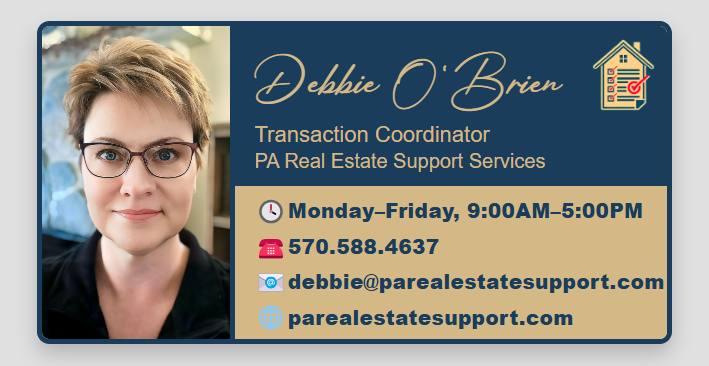 Debbie O'Brien
Transaction Coordinator
PA Real Estate Support Services
Monday–Friday, 9:00AM–5:00PM
570.588.4637
debbie@parealestatesupport.com
parealestatesupport.com